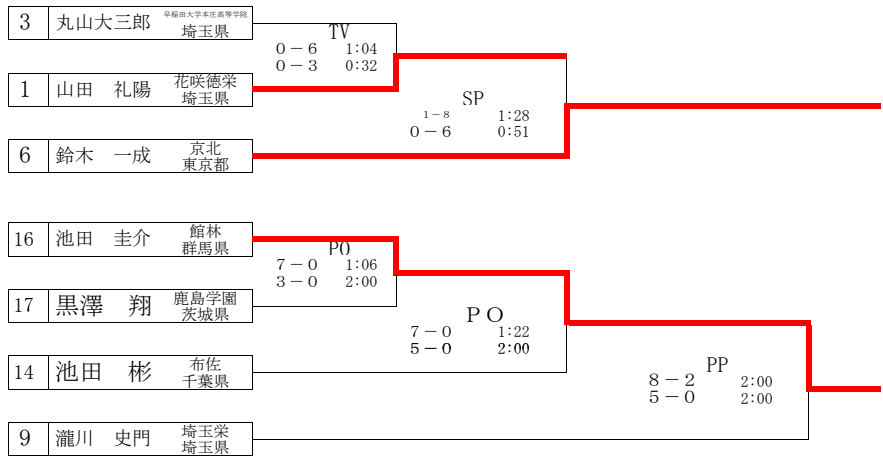 3 丸山大三郎 早稲田大学本庄高等学院
埼玉県
TV
0－6 1:04
0－3 0:32
1 山田 礼陽 花咲徳栄
埼玉県
SP
1－8 1:28
0－6 0:51
6 鈴木 一成 京北
東京都
16 池田 圭介 館林
群馬県
PO
7－0 1:06
3－0 2:00
17 黒澤 翔 鹿島学園
茨城県
PO
7－0 1:22
5－0 2:00
14 池田 彬 布佐
千葉県
PP
8－2 2:00
5－0 2:00
9 瀧川 史門 埼玉栄
埼玉県